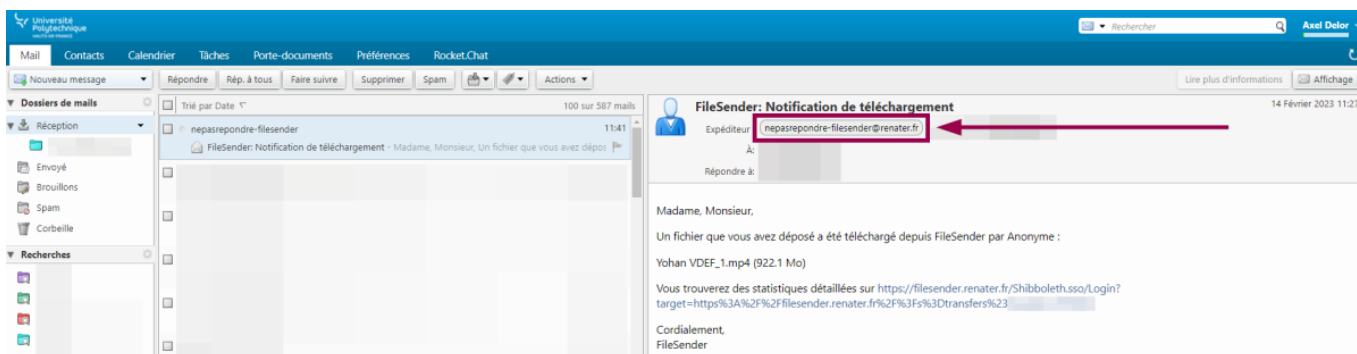 Université
Polytechnique
HAUTS-DE-FRANCE
Rechercher
Axel Delor
Mail Contacts Calendrier Tâches Porte-documents Préférences Rocket.Chat
Nouveau message Répondre Rép. à tous Faire suivre Supprimer Spam Actions Lire plus d'informations Affichage
Dossiers de mails
Réception
Envoyé
Brouillons
Spam
Corbeille
Recherches
Trié par Date 100 sur 587 mails
nepasrepondre-filesender 11:41
FileSender: Notification de téléchargement - Madame, Monsieur, Un fichier que vous avez dépos
FileSender: Notification de téléchargement 14 Février 2023 11:27
Expéditeur nepasrepondre-filesender@renater.fr
À:
Répondre à:
Madame, Monsieur,
Un fichier que vous avez déposé a été téléchargé depuis FileSender par Anonyme :
Yohan VDEF_1.mp4 (922.1 Mo)
Vous trouverez des statistiques détaillées sur https://filesender.renater.fr/Shibboleth.sso/Login?
target=https%3A%2F%2Ffilesender.renater.fr%2F%3Fs%3Dtransfers%23
Cordialement,
FileSender